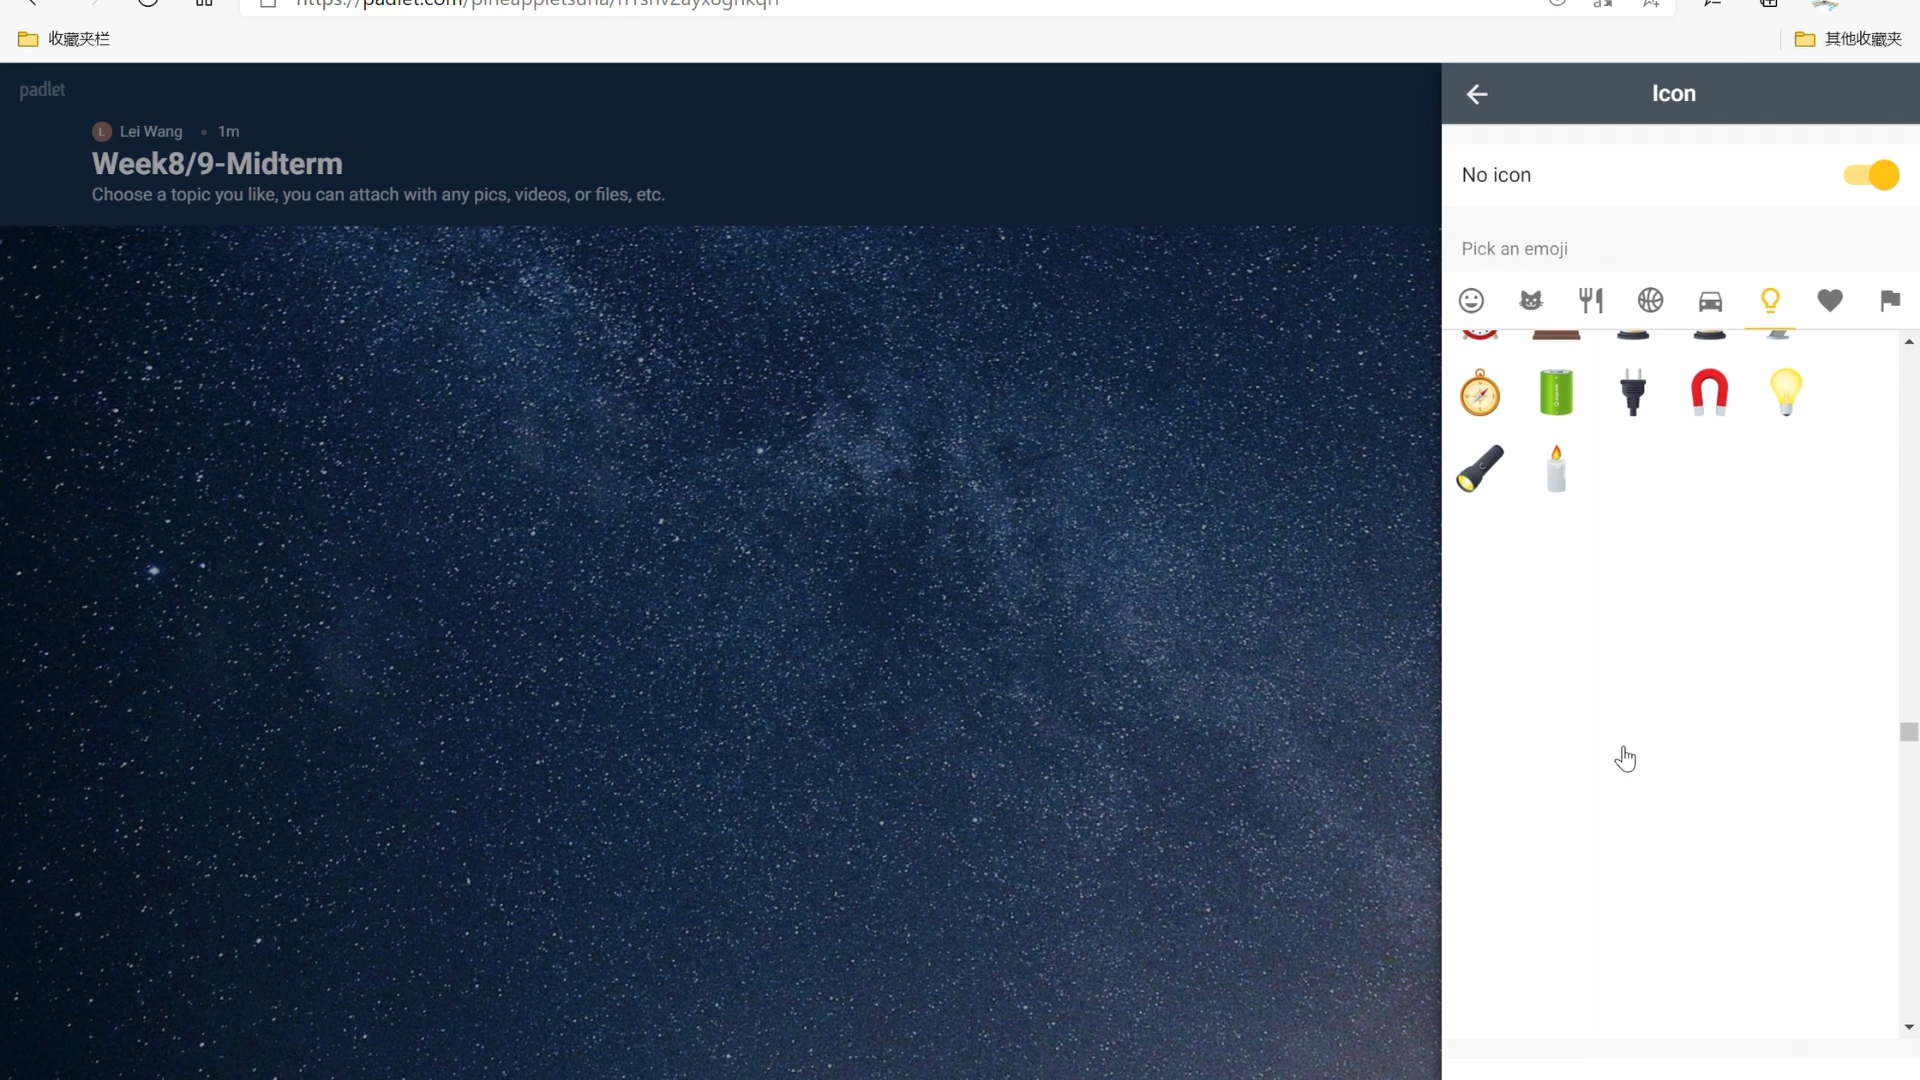 收藏夹栏
其他收藏夹
padlet
Icon
L Lei Wang • 1m
Week8/9-Midterm
Choose a topic you like, you can attach with any pics, videos, or files, etc.
No icon
Pick an emoji